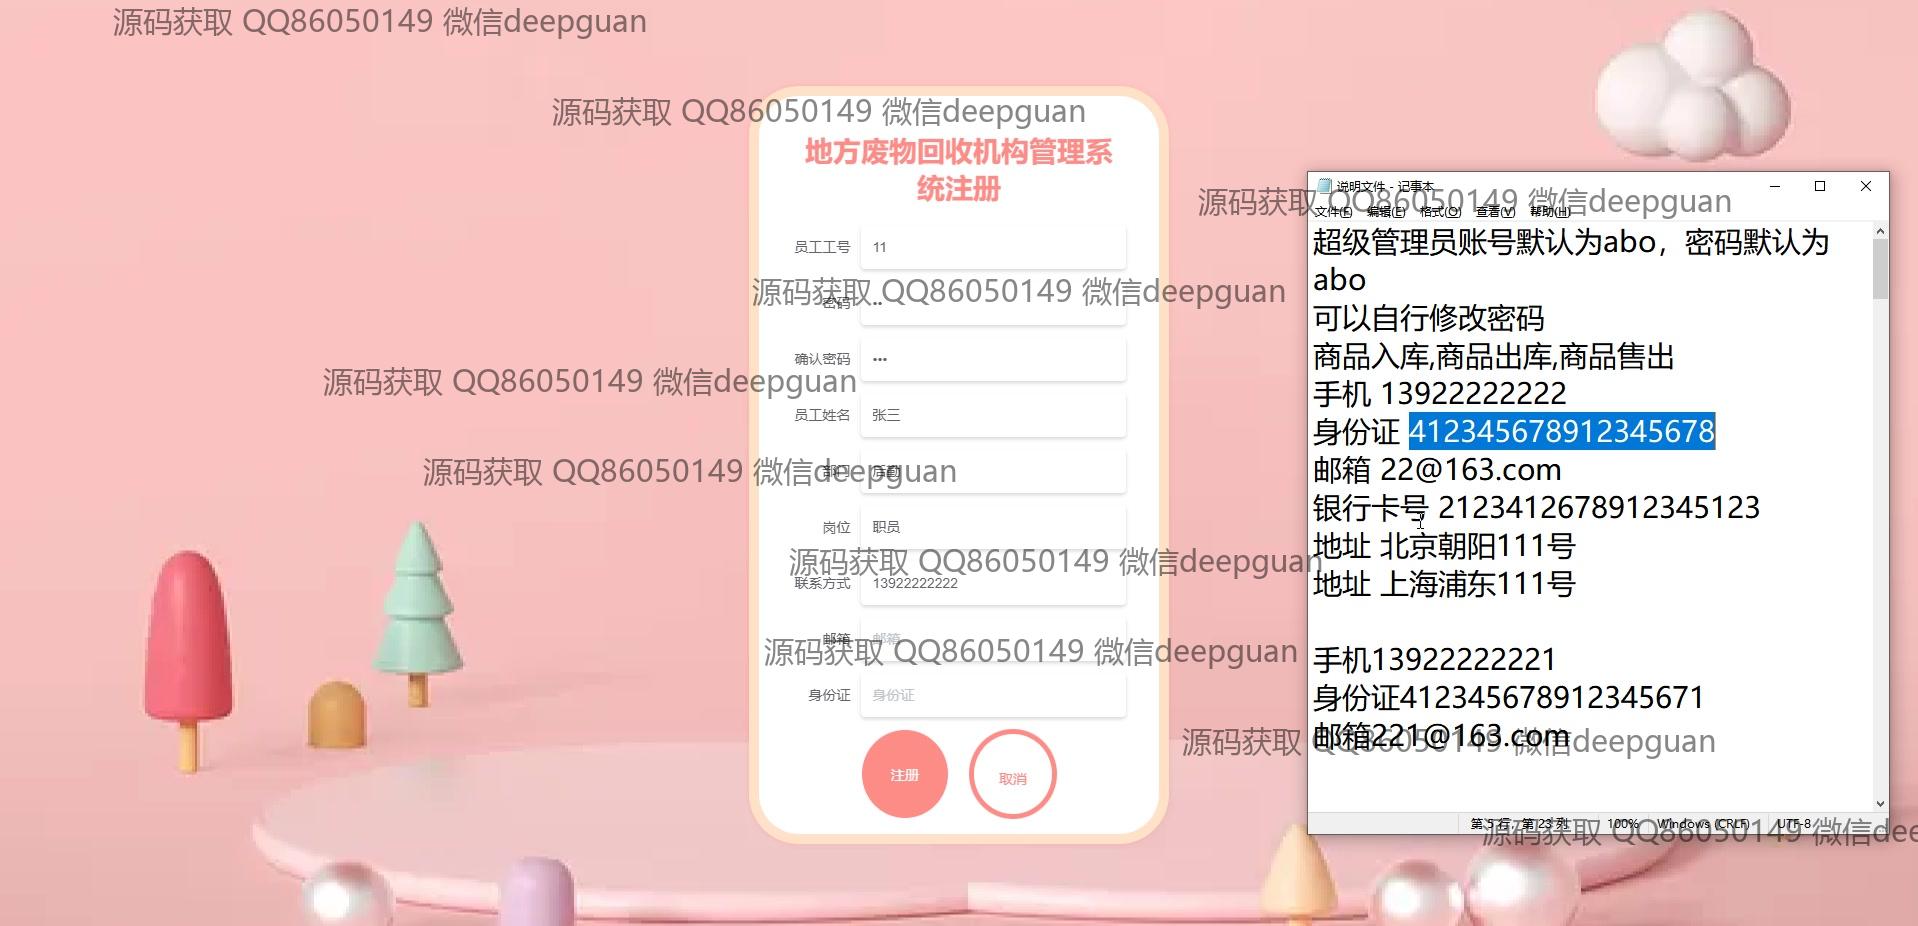 源码获取 QQ86050149 微信deepguan
源码获取 QQ86050149 微信deepguan
地方废物回收机构管理系
统注册
员工工号 11
源码获取 QQ86050149 微信deepguan
密码 ••
确认密码 •••
源码获取 QQ86050149 微信deepguan
员工姓名 张三
源码获取 QQ86050149 微信deepguan
部门 后勤
岗位 职员
源码获取 QQ86050149 微信deepguan
联系方式 13922222222
邮箱 邮箱
源码获取 QQ86050149 微信deepguan
身份证 身份证
注册 取消
说明文件 - 记事本
源码获取 QQ86050149 微信deepguan
文件(F) 编辑(E) 格式(O) 查看(V) 帮助(H)
超级管理员账号默认为abo，密码默认为
abo
可以自行修改密码
商品入库,商品出库,商品售出
手机 13922222222
身份证 412345678912345678
邮箱 22@163.com
银行卡号 2123412678912345123
地址 北京朝阳111号
地址 上海浦东111号
手机13922222221
身份证412345678912345671
邮箱221@163.com
源码获取 QQ86050149 微信deepguan
第 5 行，第 23 列 100% Windows (CRLF) UTF-8
源码获取 QQ86050149 微信dee